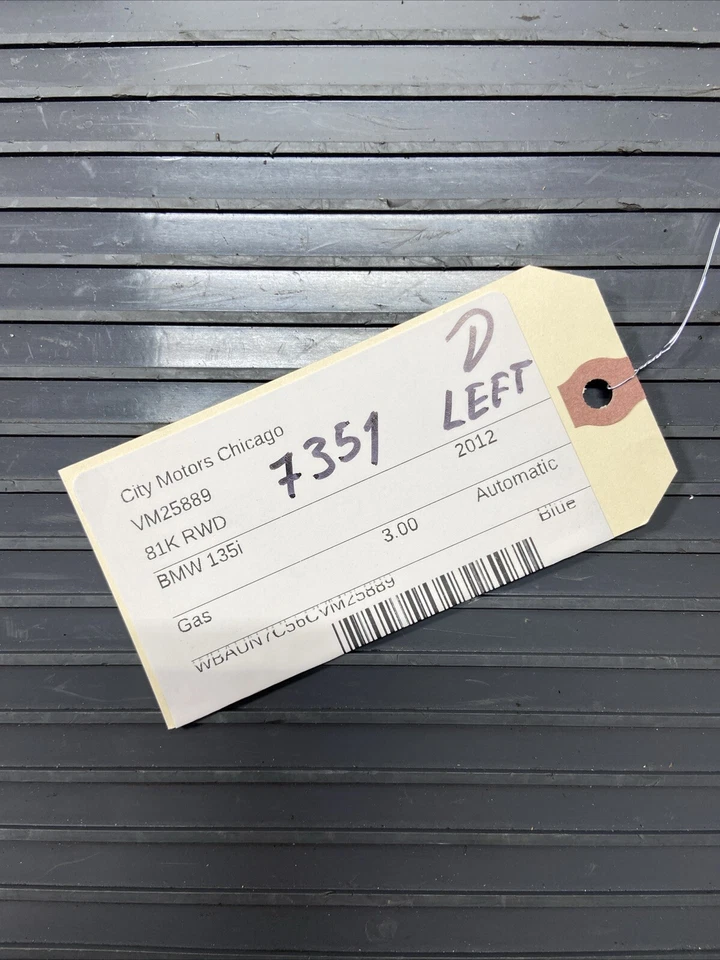 D
LEFT
City Motors Chicago
7351
VM25889
81K RWD
2012
BMW 135i
3.00
Automatic
Gas
Blue
WBAUN7C56CVM25889